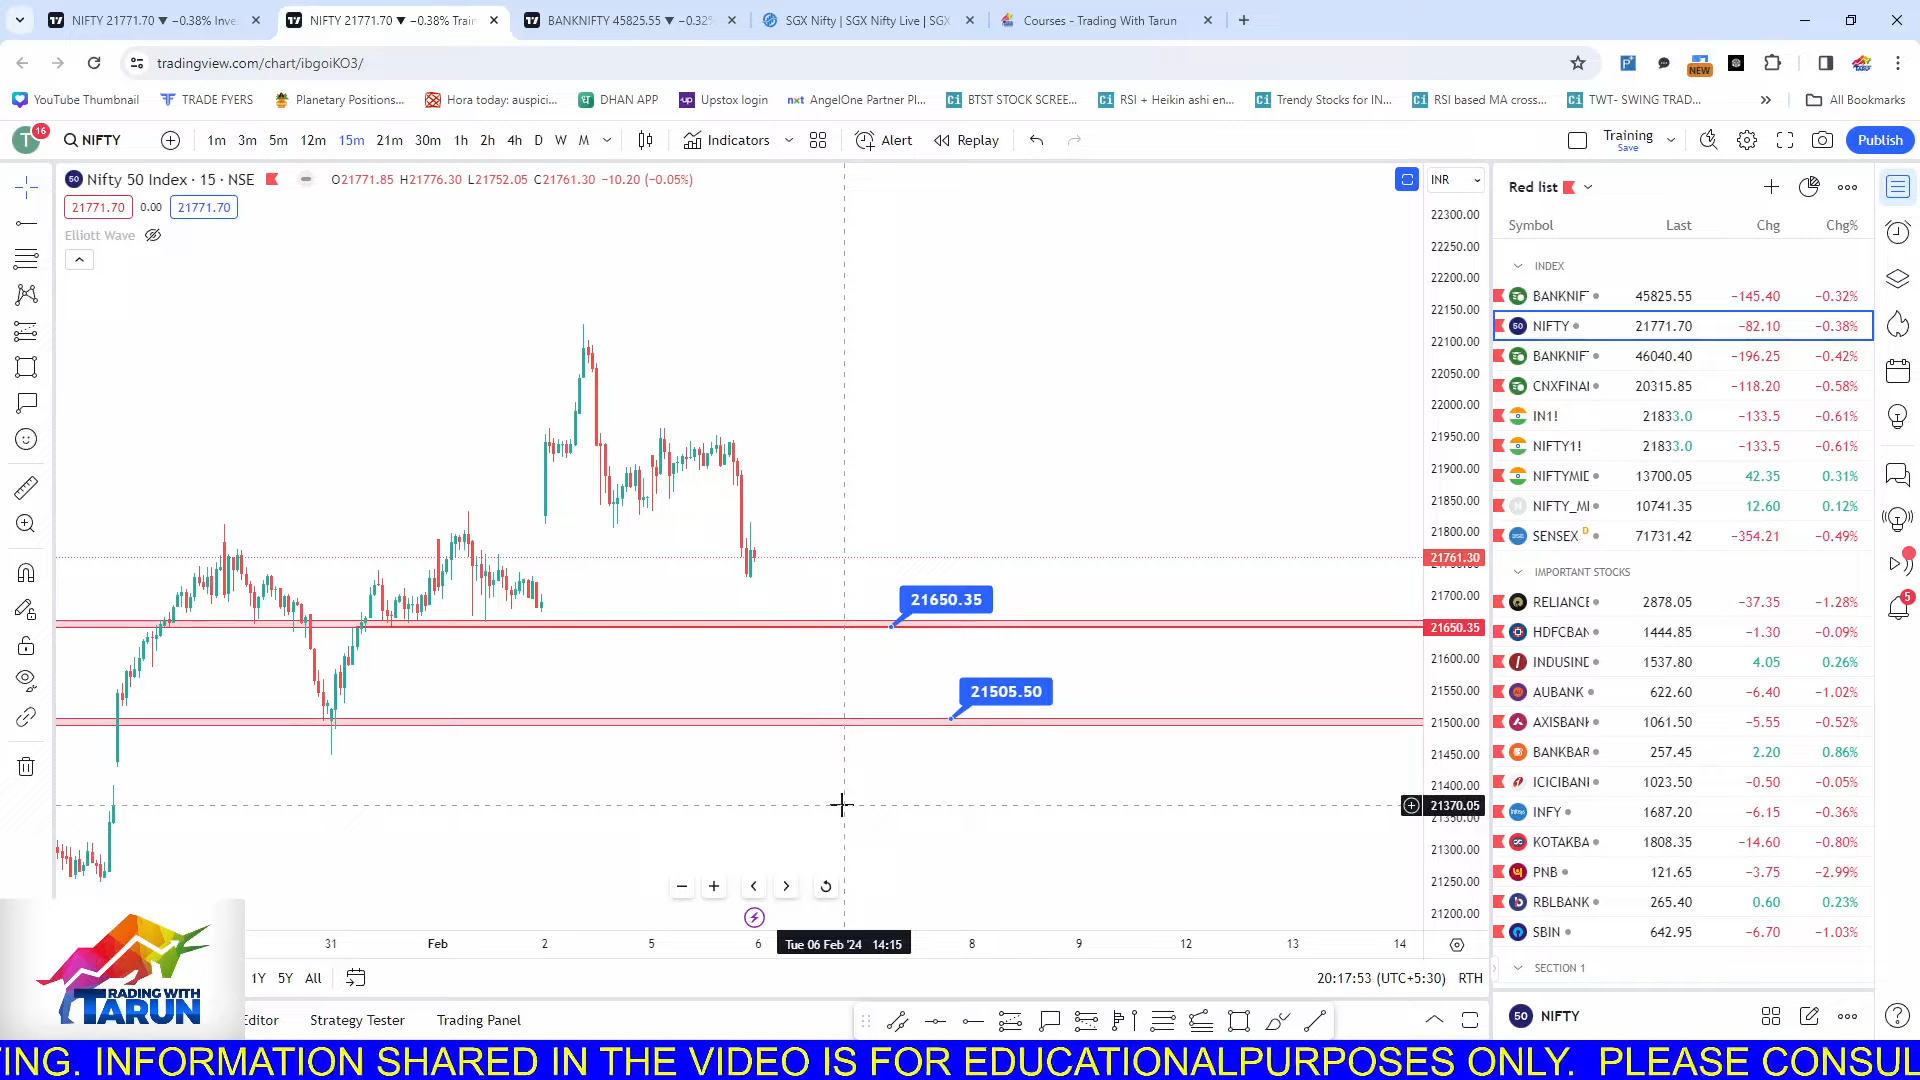 NIFTY 21771.70 ▼ −0.38% Inve
NIFTY 21771.70 ▼ −0.38% Train
BANKNIFTY 45825.55 ▼ −0.32%
SGX Nifty | SGX Nifty Live | SGX
Courses - Trading With Tarun
tradingview.com/chart/ibgoiKO3/
NEW
YouTube Thumbnail
TRADE FYERS
Planetary Positions...
Hora today: auspici...
DHAN APP
Upstox login
AngelOne Partner Pl...
BTST STOCK SCREE...
RSI + Heikin ashi en...
Trendy Stocks for IN...
RSI based MA cross...
TWT- SWING TRAD...
All Bookmarks
T 16
NIFTY
1m 3m 5m 12m 15m 21m 30m 1h 2h 4h D W M
Indicators
Alert
Replay
Training
Save
Publish
50 Nifty 50 Index · 15 · NSE
O21771.85 H21776.30 L21752.05 C21761.30 −10.20 (−0.05%)
21771.70 0.00 21771.70
Elliott Wave
INR
22300.00
22250.00
22200.00
22150.00
22100.00
22050.00
22000.00
21950.00
21900.00
21850.00
21800.00
21761.30
21700.00
21650.35
21650.35
21600.00
21550.00
21505.50
21500.00
21450.00
21400.00
21370.05
21350.00
21300.00
21250.00
21200.00
31 Feb 2 5 6 Tue 06 Feb '24 14:15 8 9 12 13 14
1Y 5Y All
20:17:53 (UTC+5:30) RTH
Editor
Strategy Tester
Trading Panel
Red list
Symbol Last Chg Chg%
INDEX
BANKNIF 45825.55 −145.40 −0.32%
50 NIFTY 21771.70 −82.10 −0.38%
BANKNIF 46040.40 −196.25 −0.42%
CNXFINAI 20315.85 −118.20 −0.58%
IN1! 21833.0 −133.5 −0.61%
NIFTY1! 21833.0 −133.5 −0.61%
NIFTYMIE 13700.05 42.35 0.31%
NIFTY_MI 10741.35 12.60 0.12%
SENSEX D 71731.42 −354.21 −0.49%
IMPORTANT STOCKS
RELIANCE 2878.05 −37.35 −1.28%
HDFCBAN 1444.85 −1.30 −0.09%
INDUSINE 1537.80 4.05 0.26%
AUBANK 622.60 −6.40 −1.02%
AXISBANK 1061.50 −5.55 −0.52%
BANKBAR 257.45 2.20 0.86%
ICICIBANI 1023.50 −0.50 −0.05%
INFY 1687.20 −6.15 −0.36%
KOTAKBA 1808.35 −14.60 −0.80%
PNB 121.65 −3.75 −2.99%
RBLBANK 265.40 0.60 0.23%
SBIN 642.95 −6.70 −1.03%
SECTION 1
50 NIFTY
5
TRADING WITH
TARUN
TING. INFORMATION SHARED IN THE VIDEO IS FOR EDUCATIONALPURPOSES ONLY. PLEASE CONSUL